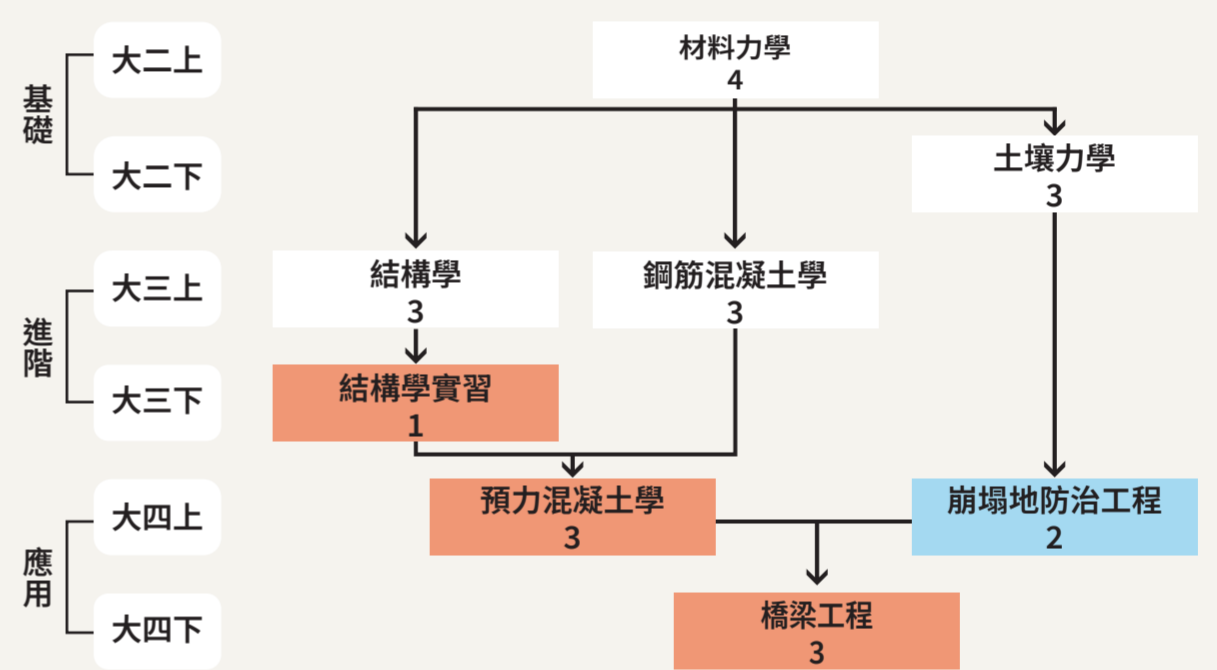 基礎
大二上
材料力學
4
大二下
土壤力學
3
進階
大三上
結構學
3
鋼筋混凝土學
3
大三下
結構學實習
1
應用
大四上
預力混凝土學
3
崩塌地防治工程
2
大四下
橋梁工程
3